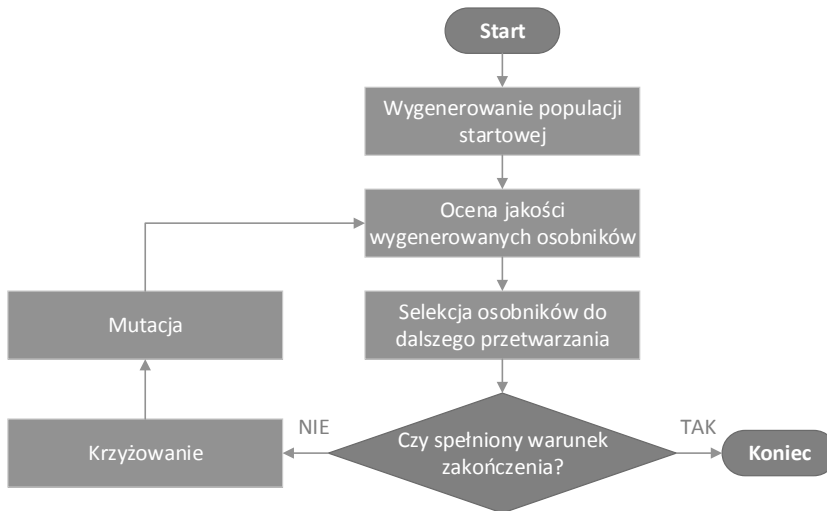 Start
Wygenerowanie populacji
startowej
Ocena jakości
wygenerowanych osobników
Selekcja osobników do
dalszego przetwarzania
Mutacja
Krzyżowanie
NIE
Czy spełniony warunek
zakończenia?
TAK
Koniec